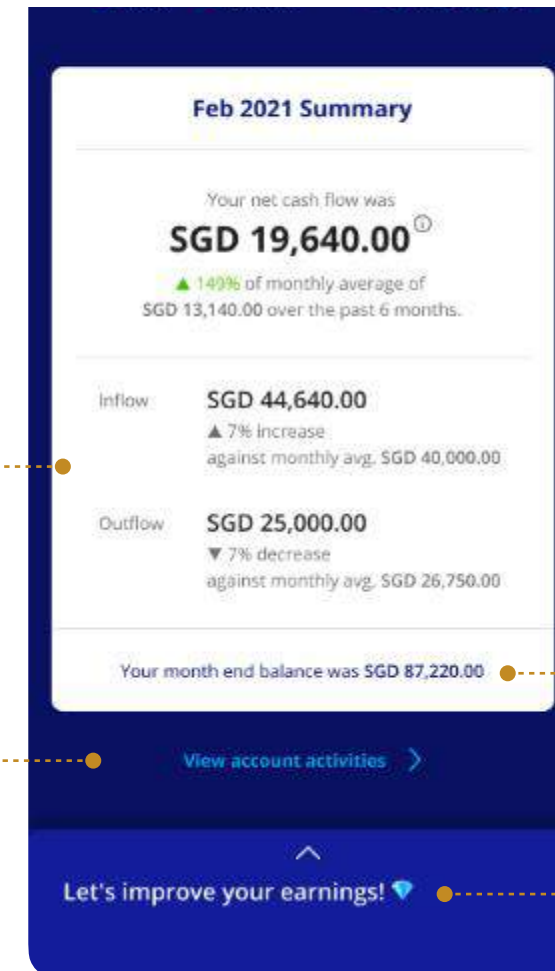 Feb 2021 Summary
Your net cash flow was
SGD 19,640.00 ⓘ
▲ 149% of monthly average of
SGD 13,140.00 over the past 6 months.
Inflow SGD 44,640.00
▲ 7% increase
against monthly avg. SGD 40,000.00
Outflow SGD 25,000.00
▼ 7% decrease
against monthly avg. SGD 26,750.00
Your month end balance was SGD 87,220.00
View account activities >
Let's improve your earnings! 💎